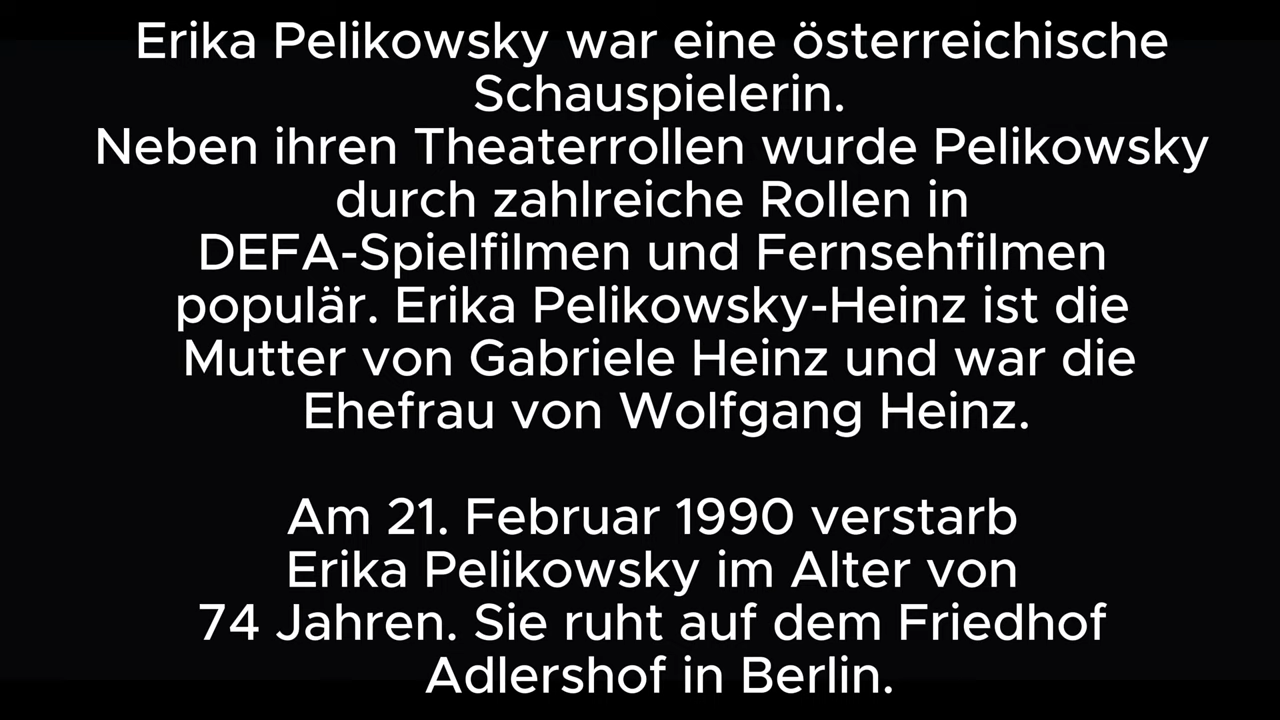 Erika Pelikowsky war eine österreichische
Schauspielerin.
Neben ihren Theaterrollen wurde Pelikowsky
durch zahlreiche Rollen in
DEFA-Spielfilmen und Fernsehfilmen
populär. Erika Pelikowsky-Heinz ist die
Mutter von Gabriele Heinz und war die
Ehefrau von Wolfgang Heinz.
Am 21. Februar 1990 verstarb
Erika Pelikowsky im Alter von
74 Jahren. Sie ruht auf dem Friedhof
Adlershof in Berlin.